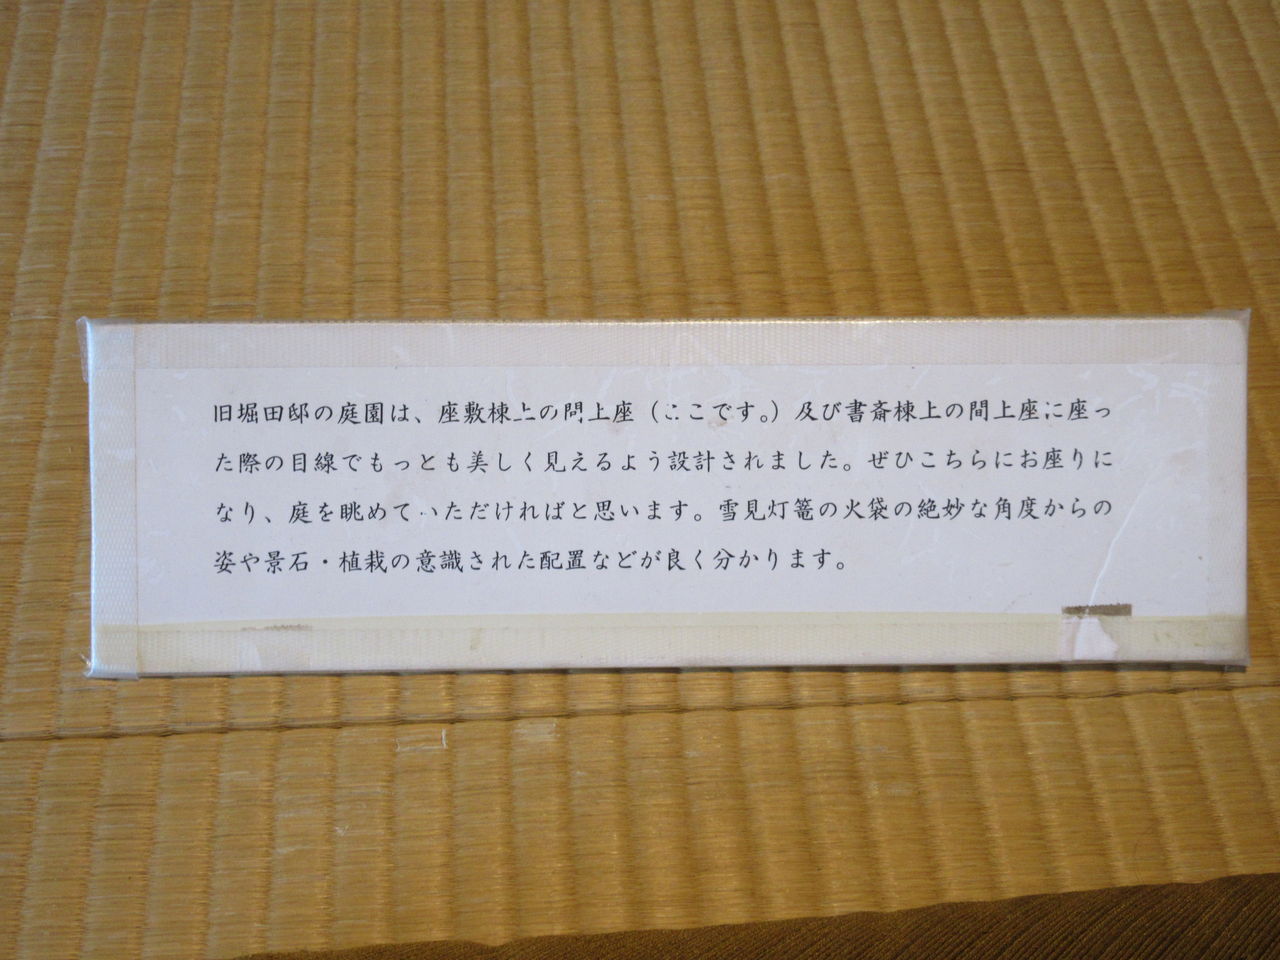 旧堀田邸の庭園は、座敷棟上の間上座（ここです。）及び書斎棟上の間上座に座っ
た際の目線でもっとも美しく見えるよう設計されました。ぜひこちらにお座りに
なり、庭を眺めていただければと思います。雪見灯篭の火袋の絶妙な角度からの
姿や景石・植栽の意識された配置などが良く分かります。